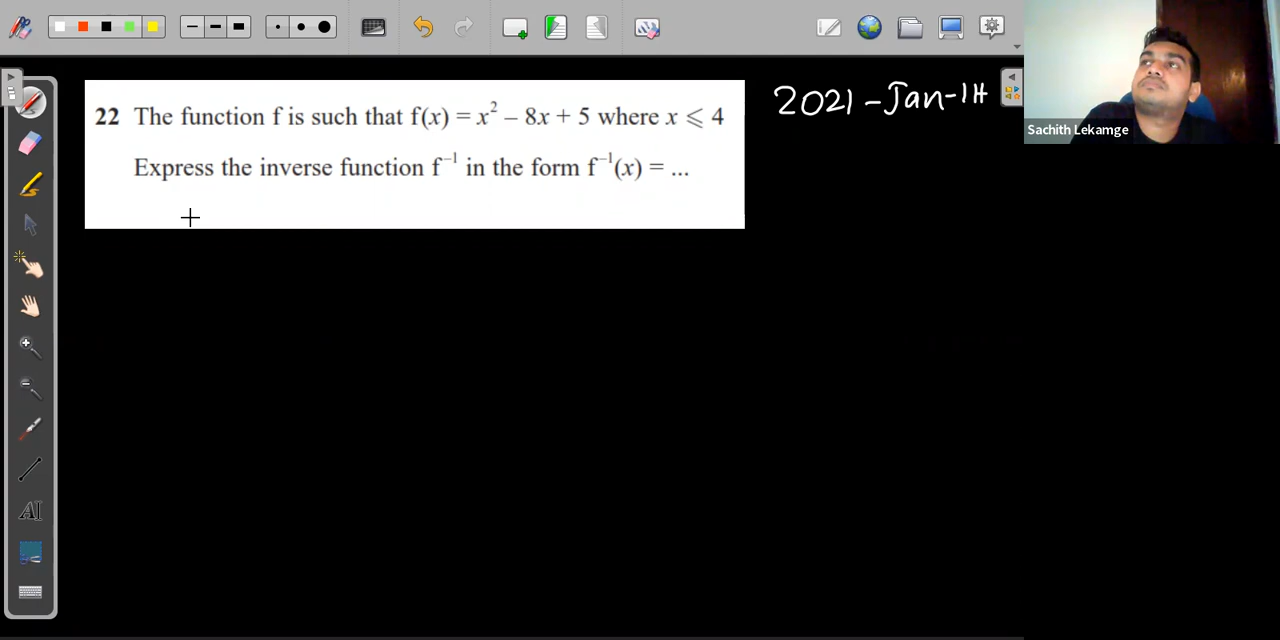 22 The function f is such that f(x) = x² – 8x + 5 where x ⩽ 4
Express the inverse function f⁻¹ in the form f⁻¹(x) = ...
2021 – Jan – 1H
Sachith Lekamge
AI